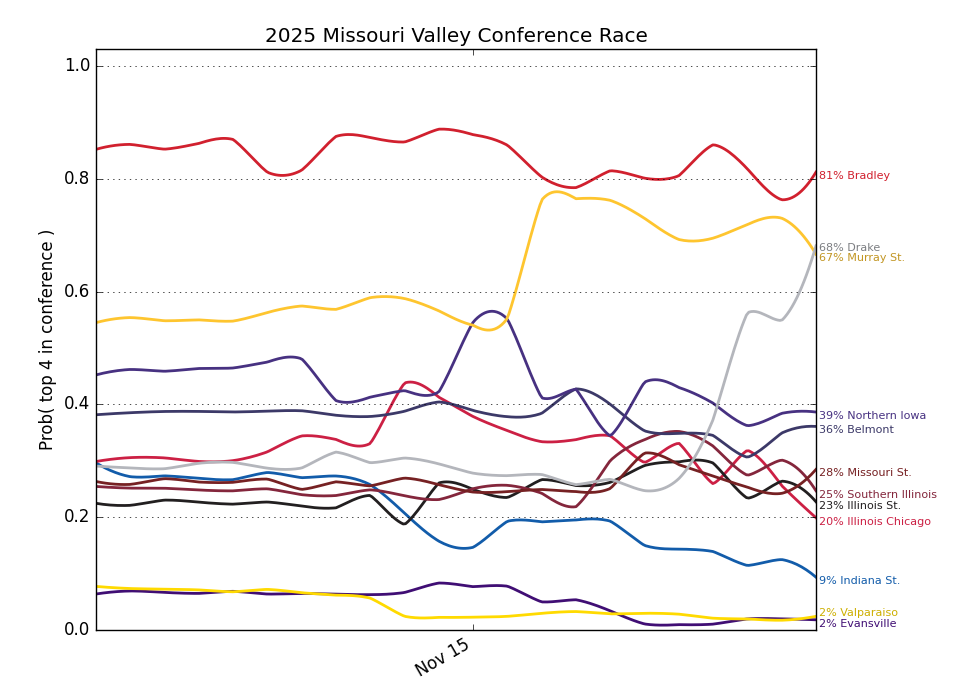 2025 Missouri Valley Conference Race
Prob( top 4 in conference )
1.0
0.8
0.6
0.4
0.2
0.0
Nov 15
81% Bradley
68% Drake
67% Murray St.
39% Northern Iowa
36% Belmont
28% Missouri St.
25% Southern Illinois
23% Illinois St.
20% Illinois Chicago
9% Indiana St.
2% Valparaiso
2% Evansville